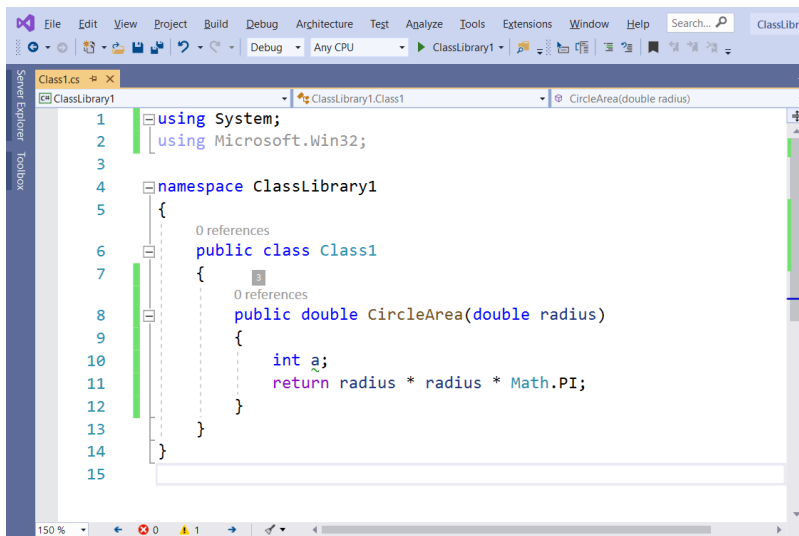 File Edit View Project Build Debug Architecture Test Analyze Tools Extensions Window Help Search... ClassLibr
Debug Any CPU ClassLibrary1
Server Explorer
Toolbox
Class1.cs
C# ClassLibrary1 ClassLibrary1.Class1 CircleArea(double radius)
1 using System;
2 using Microsoft.Win32;
3
4 namespace ClassLibrary1
5 {
0 references
6 public class Class1
7 {
3
0 references
8 public double CircleArea(double radius)
9 {
10 int a;
11 return radius * radius * Math.PI;
12 }
13 }
14 }
15
150 % 0 1